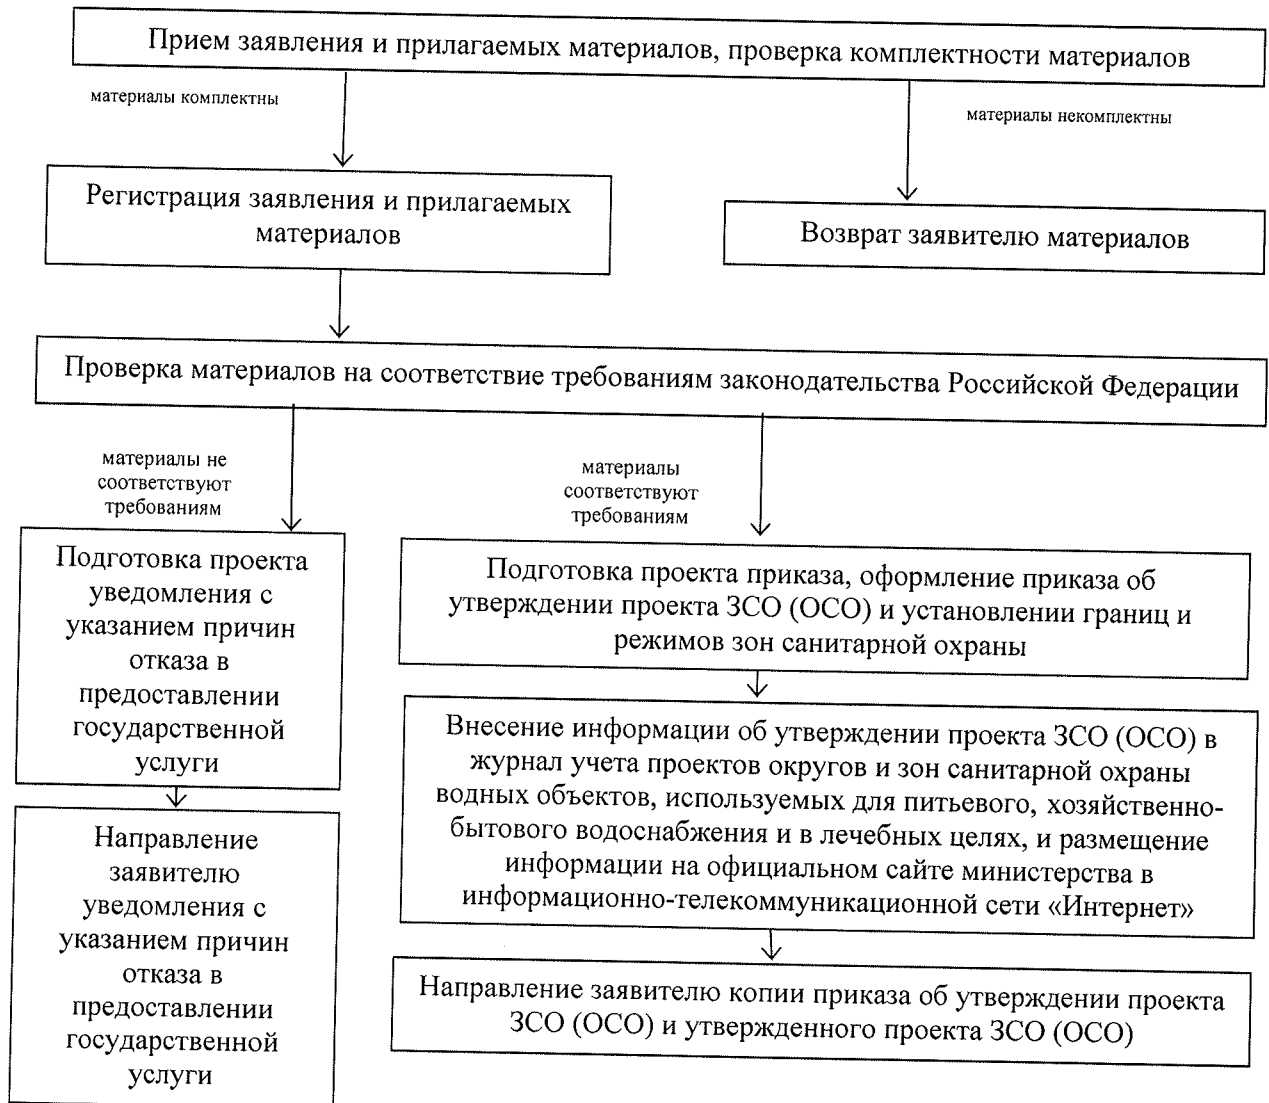 Прием заявления и прилагаемых материалов, проверка комплектности материалов
материалы комплектны
материалы некомплектны
Регистрация заявления и прилагаемых
материалов
Возврат заявителю материалов
Проверка материалов на соответствие требованиям законодательства Российской Федерации
материалы не
соответствуют
требованиям
материалы
соответствуют
требованиям
Подготовка проекта
уведомления с
указанием причин
отказа в
предоставлении
государственной
услуги
Подготовка проекта приказа, оформление приказа об
утверждении проекта ЗСО (ОСО) и установлении границ и
режимов зон санитарной охраны
Внесение информации об утверждении проекта ЗСО (ОСО) в
журнал учета проектов округов и зон санитарной охраны
водных объектов, используемых для питьевого, хозяйственно-
бытового водоснабжения и в лечебных целях, и размещение
информации на официальном сайте министерства в
информационно-телекоммуникационной сети «Интернет»
Направление
заявителю
уведомления с
указанием причин
отказа в
предоставлении
государственной
услуги
Направление заявителю копии приказа об утверждении проекта
ЗСО (ОСО) и утвержденного проекта ЗСО (ОСО)